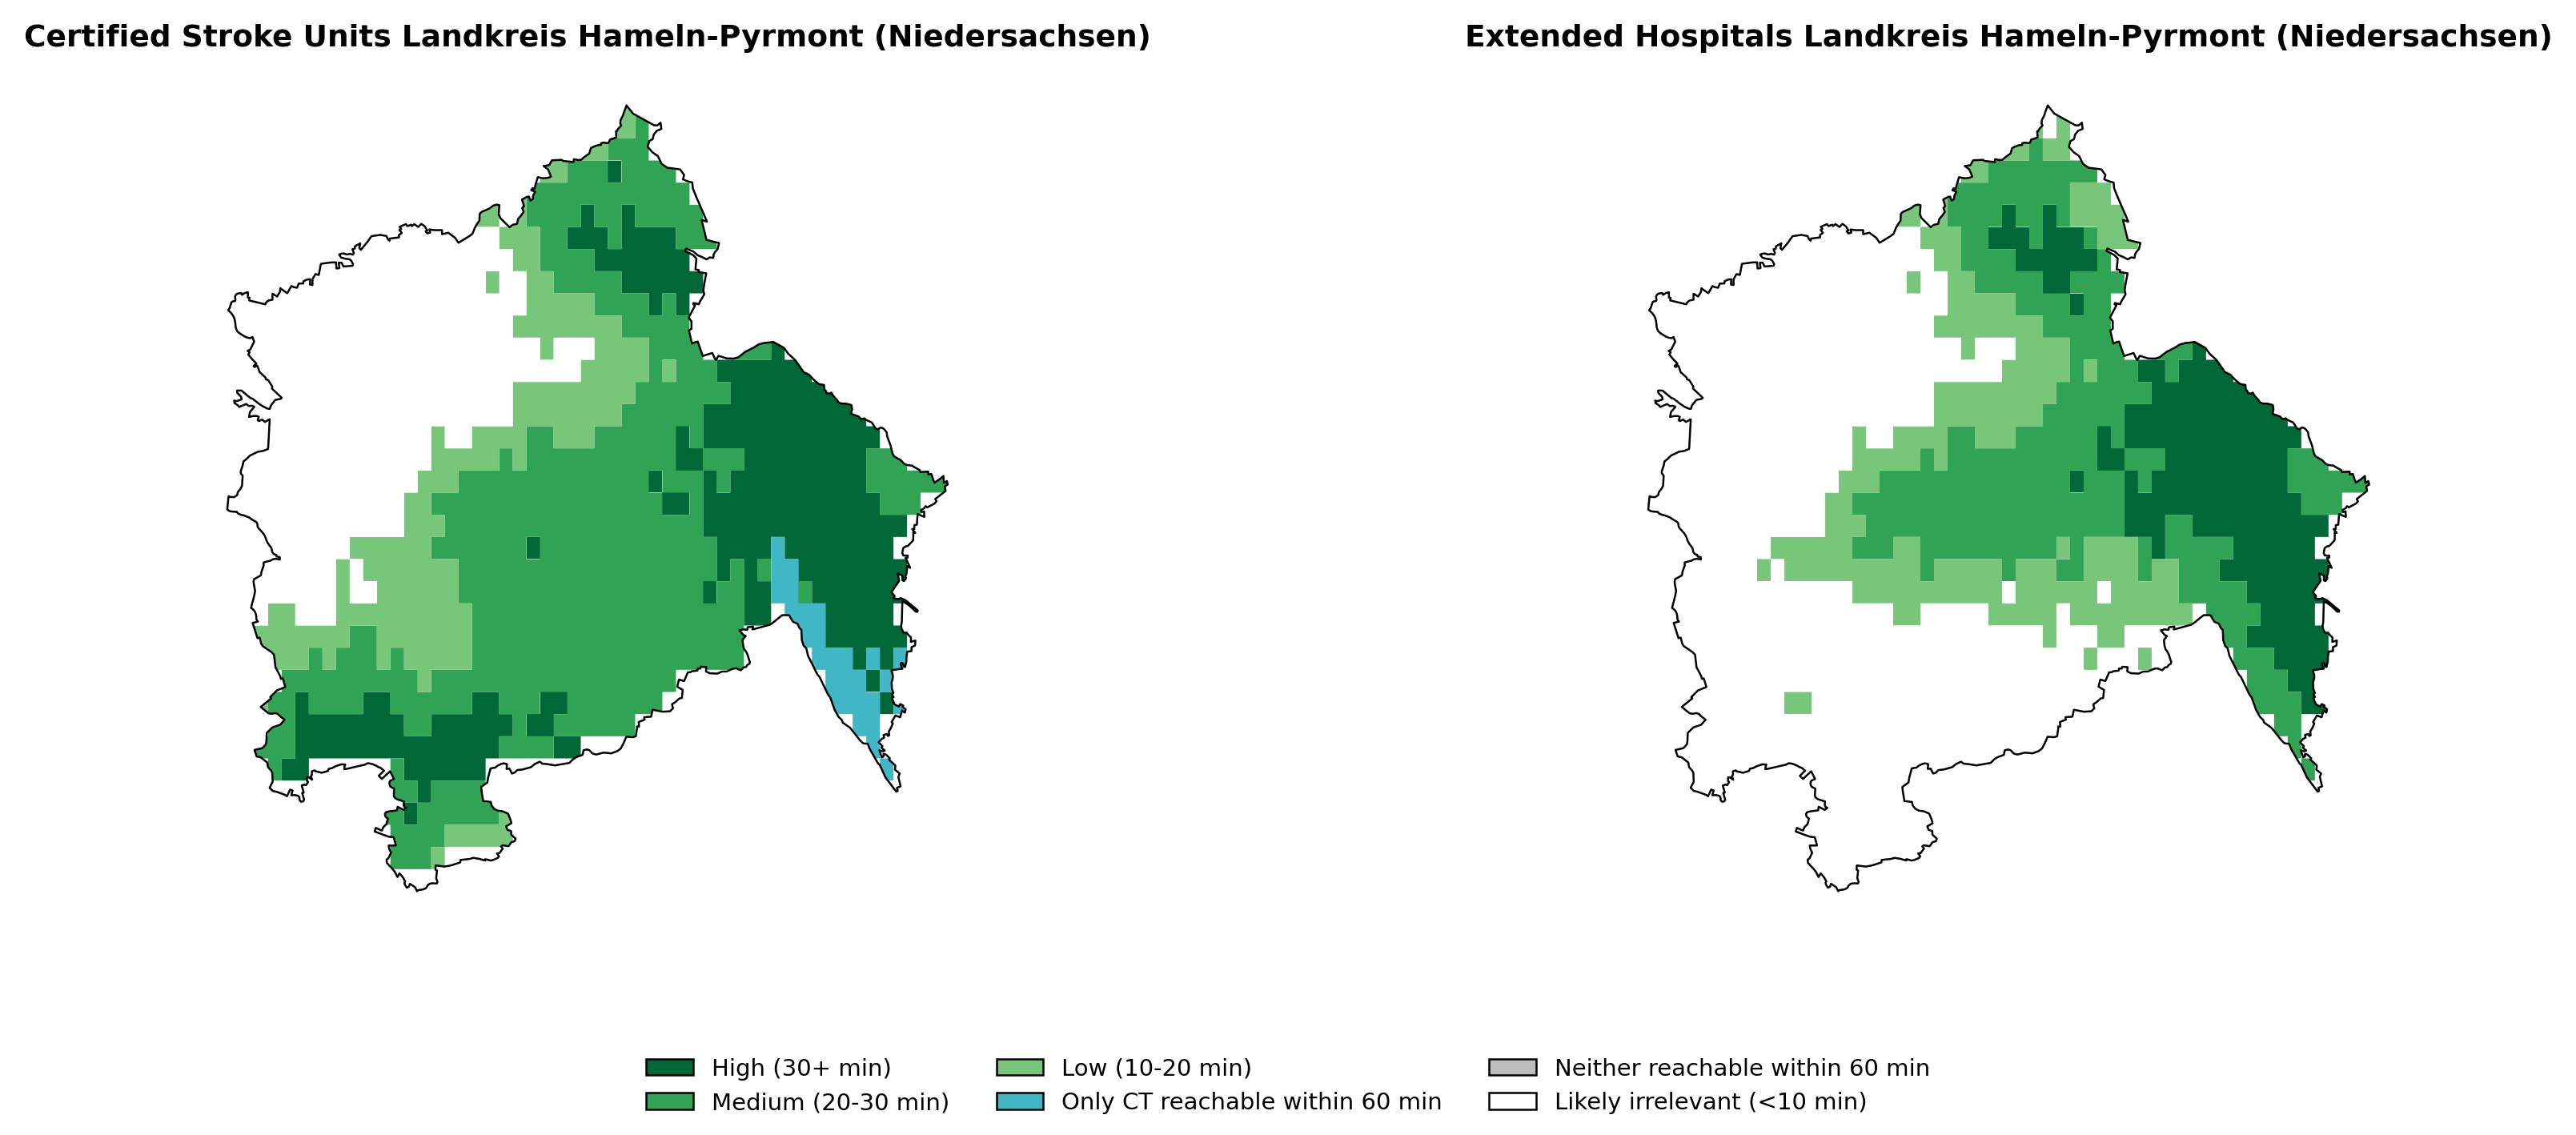 Certified Stroke Units Landkreis Hameln-Pyrmont (Niedersachsen)
Extended Hospitals Landkreis Hameln-Pyrmont (Niedersachsen)
High (30+ min)
Medium (20-30 min)
Low (10-20 min)
Only CT reachable within 60 min
Neither reachable within 60 min
Likely irrelevant (<10 min)